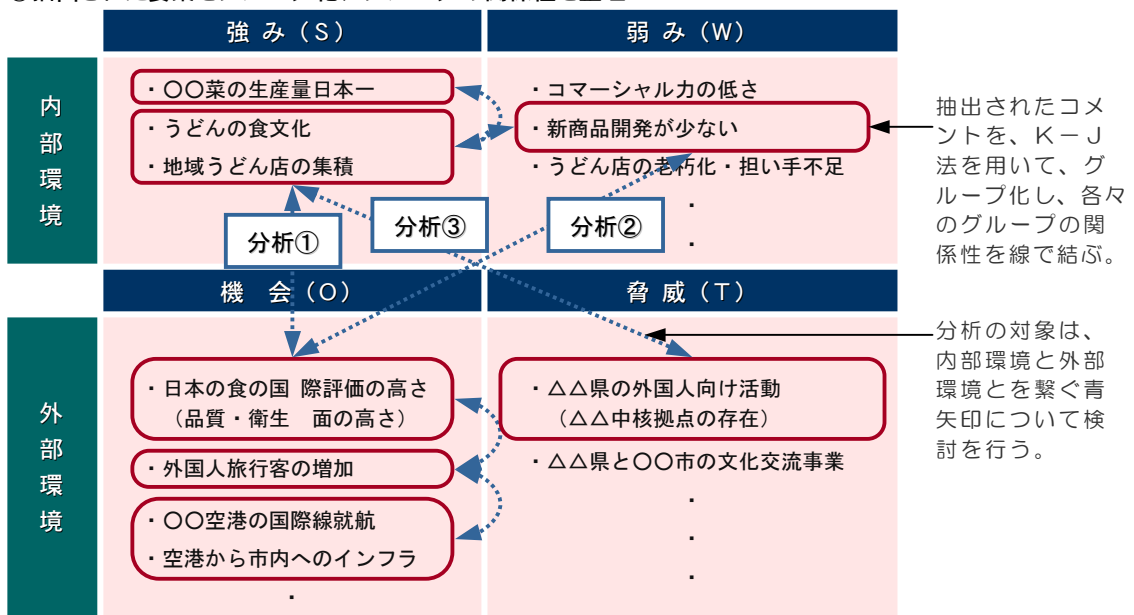 強 み（Ｓ）
弱 み（Ｗ）
内部環境
・〇〇菜の生産量日本一
・うどんの食文化
・地域うどん店の集積
・コマーシャル力の低さ
・新商品開発が少ない
・うどん店の老朽化・担い手不足
・
・
分析①
分析③
分析②
抽出されたコメ
ントを、Ｋ－Ｊ
法を用いて、グ
ループ化し、各々
のグループの関
係性を線で結ぶ。
機 会（Ｏ）
脅 威（Ｔ）
外部環境
・日本の食の国 際評価の高さ
（品質・衛生 面の高さ）
・外国人旅行客の増加
・〇〇空港の国際線就航
・空港から市内へのインフラ
・
・△△県の外国人向け活動
（△△中核拠点の存在）
・△△県と〇〇市の文化交流事業
・
・
・
分析の対象は、
内部環境と外部
環境とを繋ぐ青
矢印について検
討を行う。